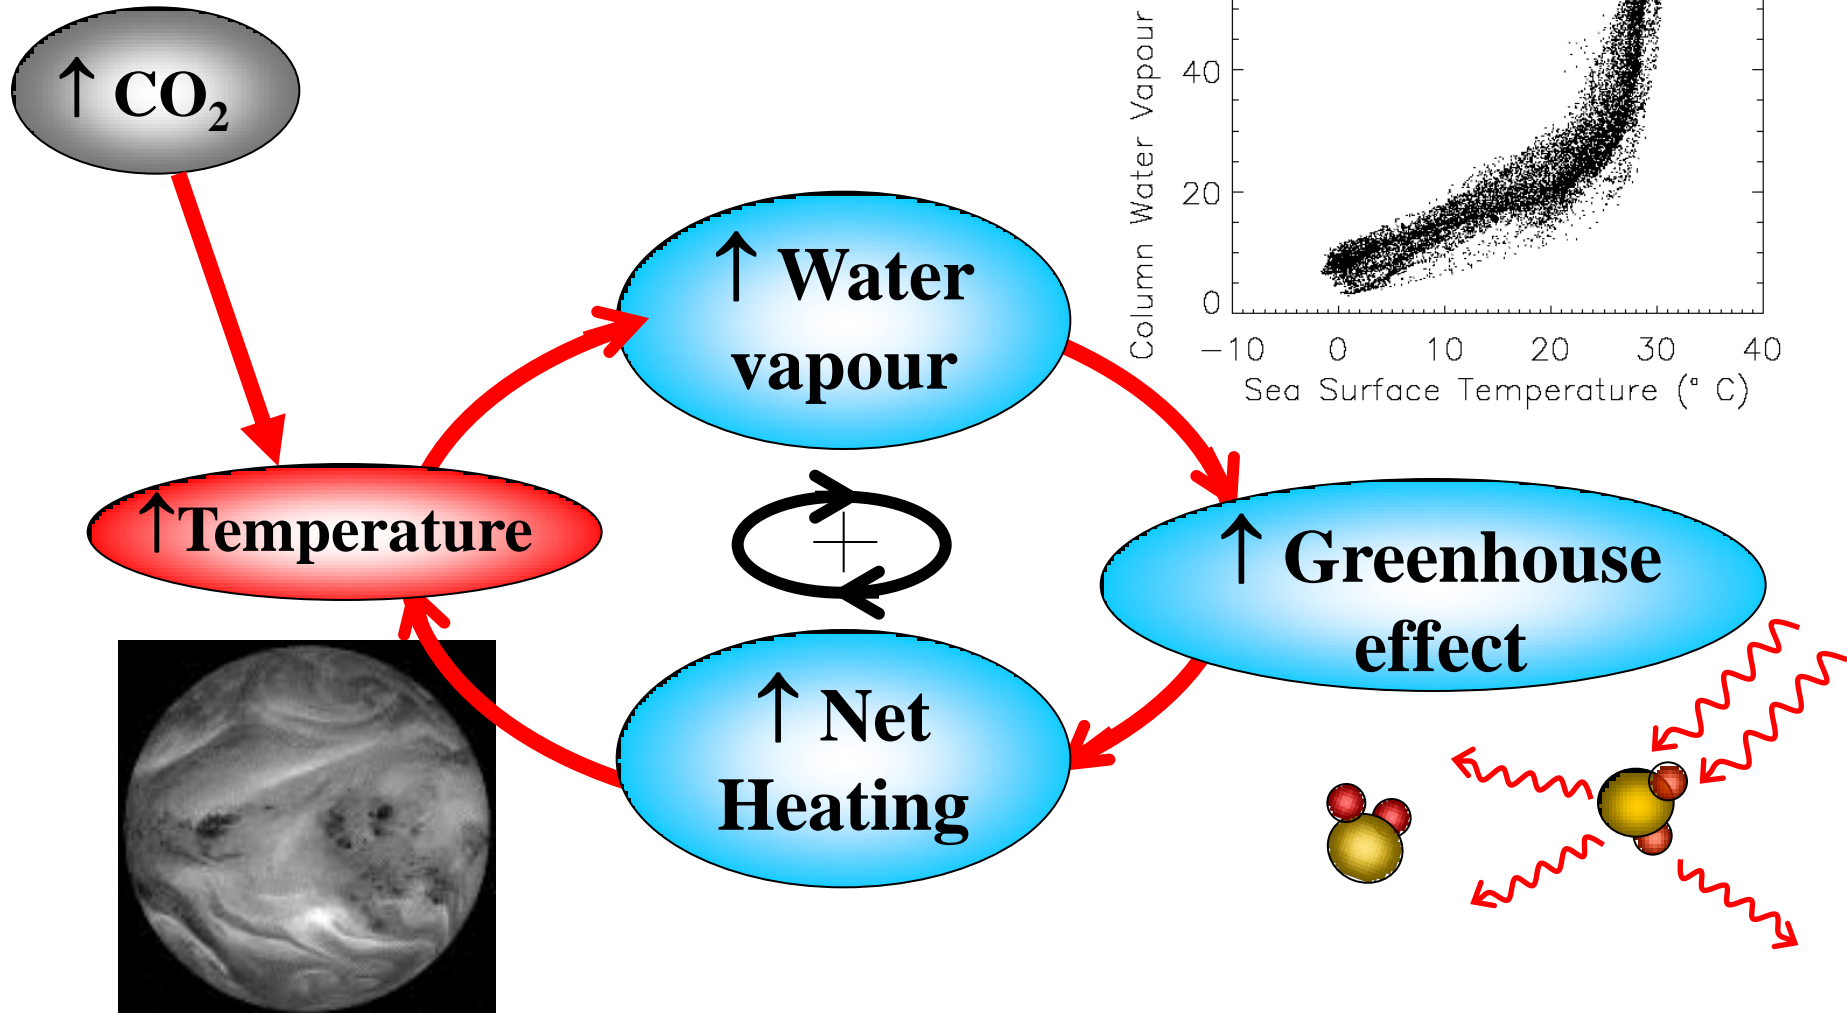 ↑ CO₂
↑ Water
vapour
↑Temperature
↑ Greenhouse
effect
↑ Net
Heating
+
Column Water Vapour
40
20
0
−10 0 10 20 30 40
Sea Surface Temperature (° C)